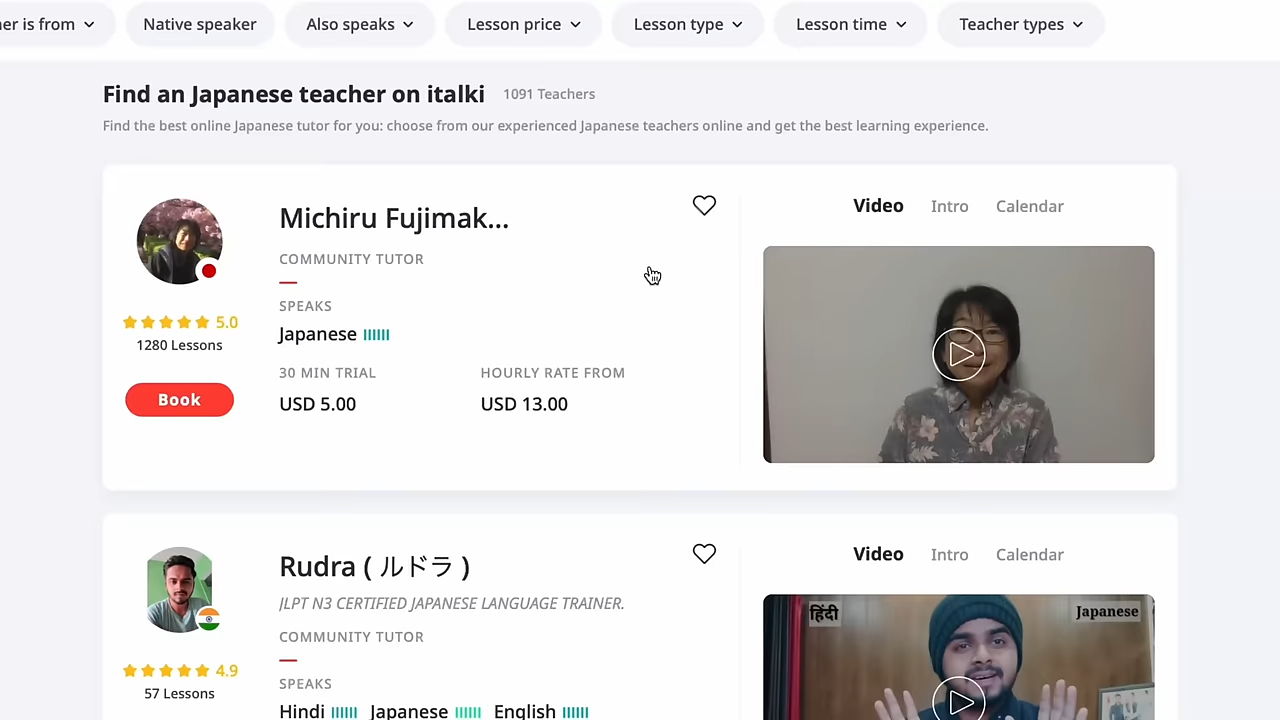 er is from
Native speaker
Also speaks
Lesson price
Lesson type
Lesson time
Teacher types
Find an Japanese teacher on italki 1091 Teachers
Find the best online Japanese tutor for you: choose from our experienced Japanese teachers online and get the best learning experience.
Michiru Fujimak...
COMMUNITY TUTOR
SPEAKS
Japanese
5.0
1280 Lessons
30 MIN TRIAL
USD 5.00
HOURLY RATE FROM
USD 13.00
Book
Video Intro Calendar
Rudra ( ルドラ )
JLPT N3 CERTIFIED JAPANESE LANGUAGE TRAINER.
COMMUNITY TUTOR
SPEAKS
Hindi Japanese English
4.9
57 Lessons
Video Intro Calendar
हिंदी
Japanese